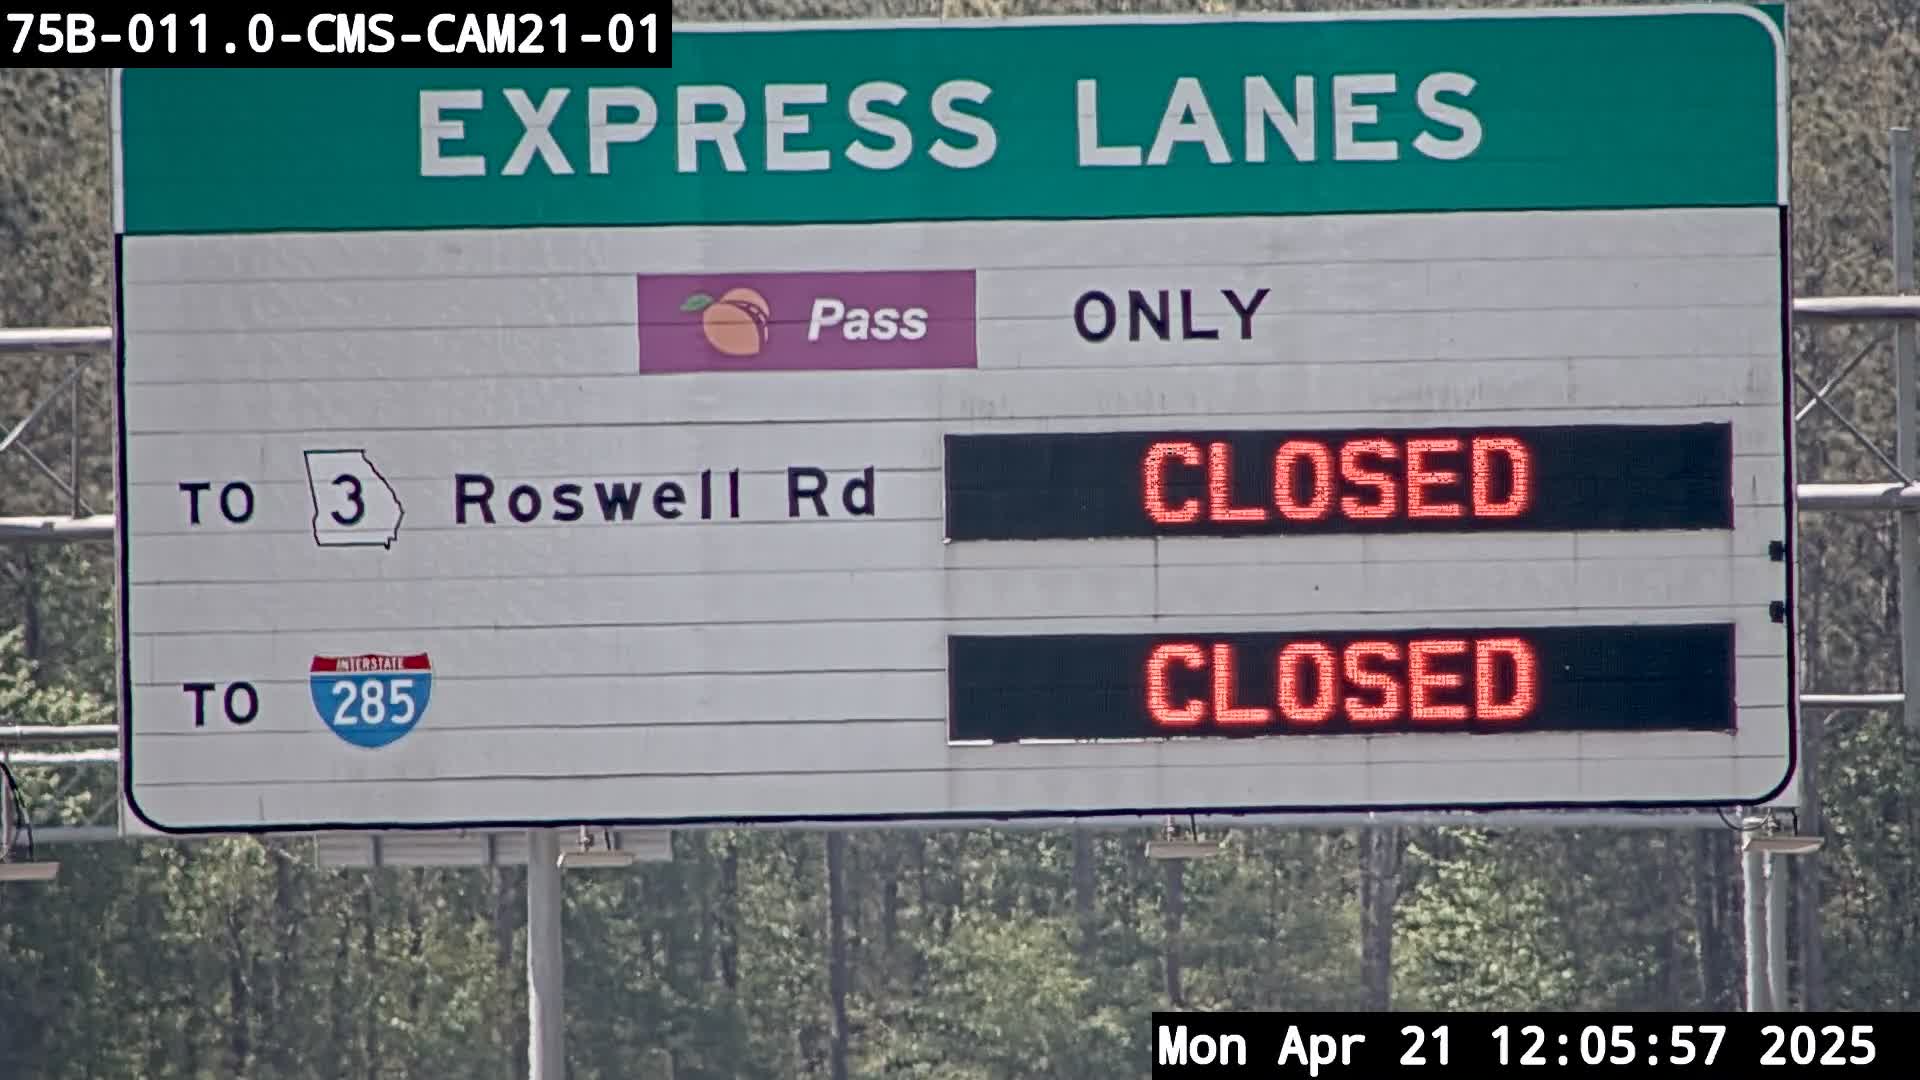 75B-011.0-CMS-CAM21-01
EXPRESS LANES
Pass ONLY
TO 3 Roswell Rd CLOSED
INTERSTATE
TO 285 CLOSED
Mon Apr 21 12:05:57 2025